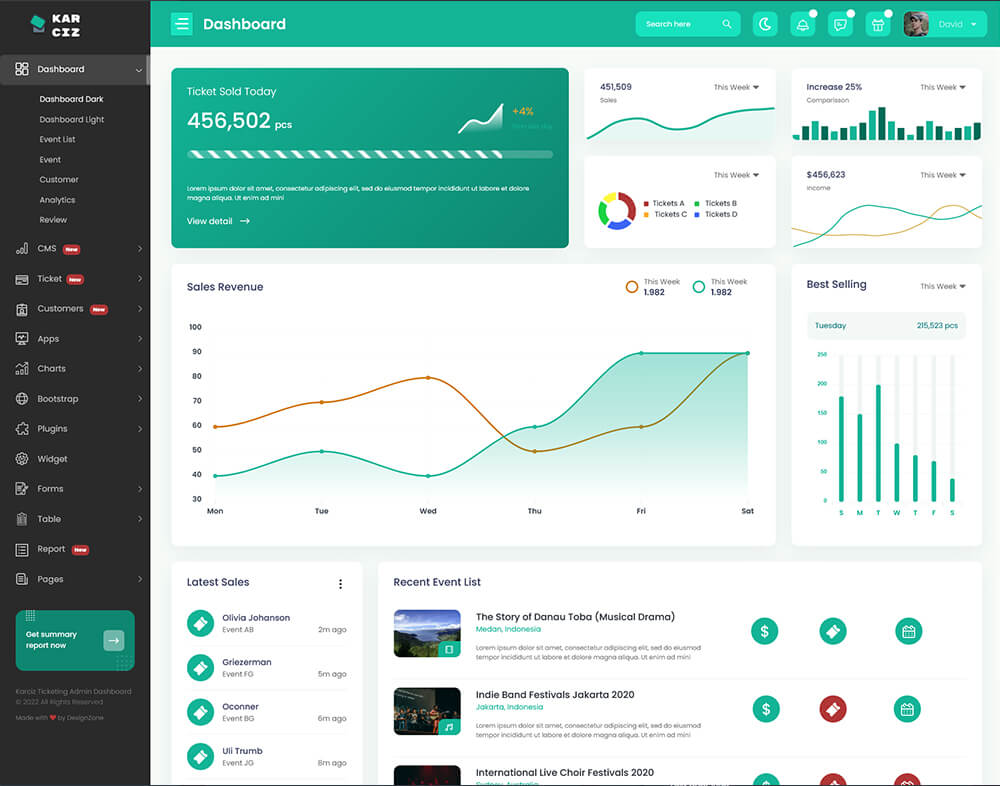 KAR
CIZ
Dashboard
Search here
David
Dashboard
Dashboard Dark
Dashboard Light
Event List
Event
Customer
Analytics
Review
CMS New
Ticket New
Customers New
Apps
Charts
Bootstrap
Plugins
Widget
Forms
Table
Report New
Pages
Get summary
report now
Karciz Ticketing Admin Dashboard
© 2022 All Rights Reserved
Made with ❤ by DesignZone
Ticket Sold Today
456,502 pcs
+4%
Lorem ipsum dolor sit amet, consectetur adipiscing elit, sed do eiusmod tempor incididunt ut labore et dolore
magna aliqua. Ut enim ad mini
View detail
451,509
Sales
This Week
Increase 25%
Comparisson
This Week
This Week
Tickets A
Tickets B
Tickets C
Tickets D
$456,623
Income
This Week
Sales Revenue
This Week
1.982
This Week
1.982
100
90
80
70
60
50
40
30
Mon Tue Wed Thu Fri Sat
Best Selling
This Week
Tuesday 215,523 pcs
250
200
150
100
50
0
S M T W T F S
Latest Sales
Olivia Johanson
Event AB 2m ago
Griezerman
Event FG 5m ago
Oconner
Event BG 6m ago
Uli Trumb
Event JG 8m ago
Recent Event List
The Story of Danau Toba (Musical Drama)
Medan, Indonesia
Lorem ipsum dolor sit amet, consectetur adipiscing elit, sed do eiusmod
tempor incididunt ut labore et dolore magna aliqua. Ut enim ad mini
Indie Band Festivals Jakarta 2020
Jakarta, Indonesia
Lorem ipsum dolor sit amet, consectetur adipiscing elit, sed do eiusmod
tempor incididunt ut labore et dolore magna aliqua. Ut enim ad mini
International Live Choir Festivals 2020
Sydney, Australia